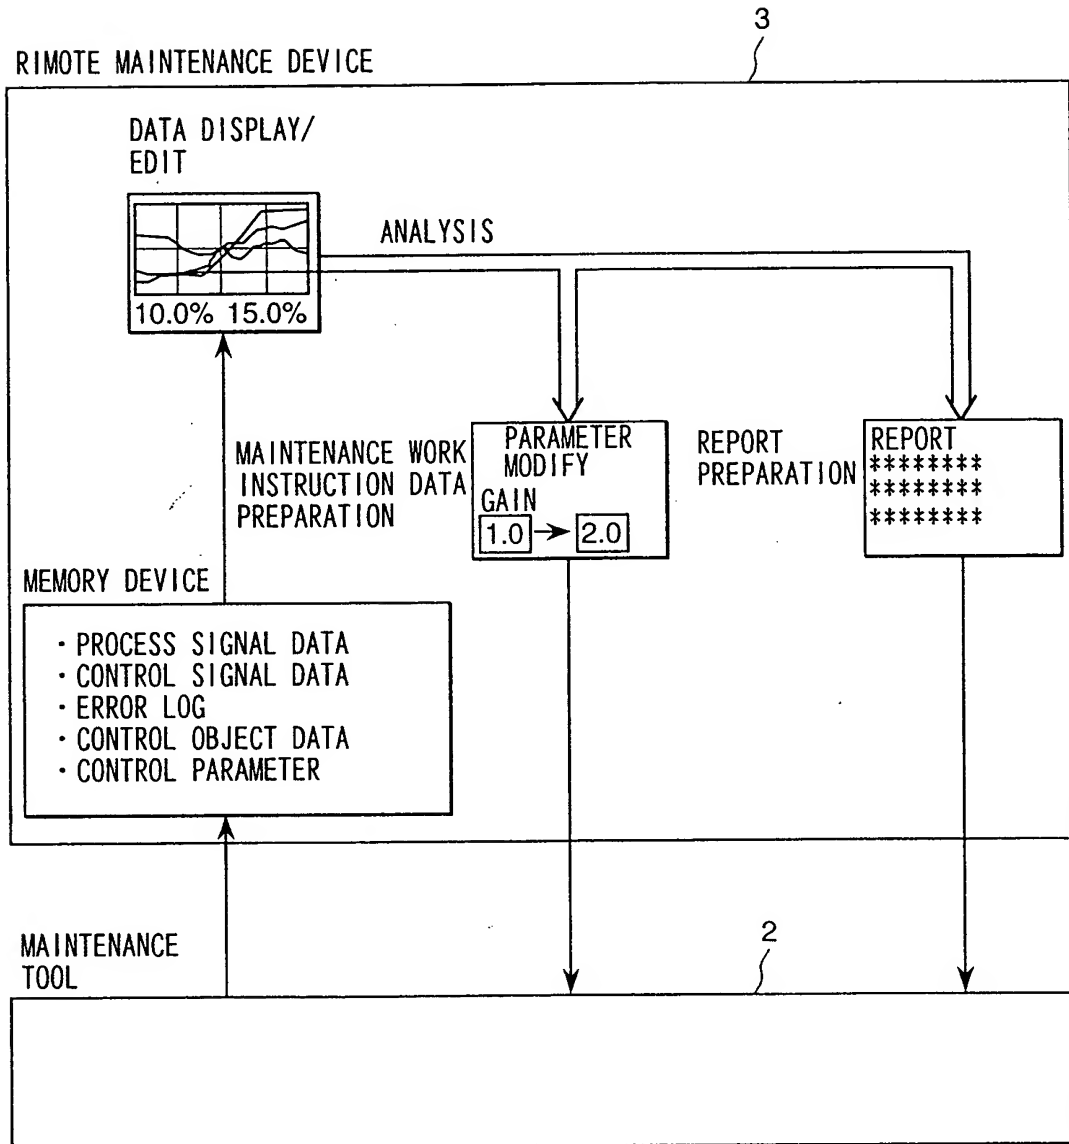 3
RIMOTE MAINTENANCE DEVICE
DATA DISPLAY/
EDIT
ANALYSIS
10.0% 15.0%
MAINTENANCE WORK
INSTRUCTION DATA
PREPARATION
PARAMETER
MODIFY
GAIN
1.0 → 2.0
REPORT
PREPARATION
REPORT
********
********
********
MEMORY DEVICE
・PROCESS SIGNAL DATA
・CONTROL SIGNAL DATA
・ERROR LOG
・CONTROL OBJECT DATA
・CONTROL PARAMETER
MAINTENANCE
TOOL
2